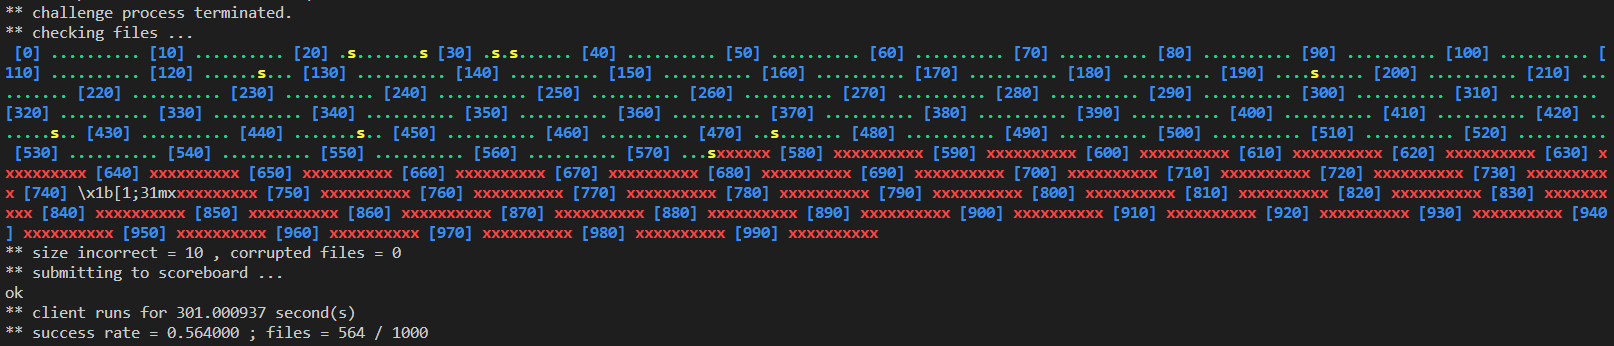 ** challenge process terminated.
** checking files ...
[0] .......... [10] .......... [20] .s.......s [30] .s.s...... [40] .......... [50] .......... [60] .......... [70] .......... [80] .......... [90] .......... [100] .......... [
110] .......... [120] ......s... [130] .......... [140] .......... [150] .......... [160] .......... [170] .......... [180] .......... [190] ....s..... [200] .......... [210] ...
....... [220] .......... [230] .......... [240] .......... [250] .......... [260] .......... [270] .......... [280] .......... [290] .......... [300] .......... [310] ..........
[320] .......... [330] .......... [340] .......... [350] .......... [360] .......... [370] .......... [380] .......... [390] .......... [400] .......... [410] .......... [420] ..
.....s.. [430] .......... [440] .......s.. [450] .......... [460] .......... [470] ..s....... [480] .......... [490] .......... [500] .......... [510] .......... [520] ..........
[530] .......... [540] .......... [550] .......... [560] .......... [570] ...sxxxxxx [580] xxxxxxxxxx [590] xxxxxxxxxx [600] xxxxxxxxxx [610] xxxxxxxxxx [620] xxxxxxxxxx [630] x
xxxxxxxxx [640] xxxxxxxxxx [650] xxxxxxxxxx [660] xxxxxxxxxx [670] xxxxxxxxxx [680] xxxxxxxxxx [690] xxxxxxxxxx [700] xxxxxxxxxx [710] xxxxxxxxxx [720] xxxxxxxxxx [730] xxxxxxxxx
x [740] \x1b[1;31mxxxxxxxxxx [750] xxxxxxxxxx [760] xxxxxxxxxx [770] xxxxxxxxxx [780] xxxxxxxxxx [790] xxxxxxxxxx [800] xxxxxxxxxx [810] xxxxxxxxxx [820] xxxxxxxxxx [830] xxxxxxx
xxx [840] xxxxxxxxxx [850] xxxxxxxxxx [860] xxxxxxxxxx [870] xxxxxxxxxx [880] xxxxxxxxxx [890] xxxxxxxxxx [900] xxxxxxxxxx [910] xxxxxxxxxx [920] xxxxxxxxxx [930] xxxxxxxxxx [940
] xxxxxxxxxx [950] xxxxxxxxxx [960] xxxxxxxxxx [970] xxxxxxxxxx [980] xxxxxxxxxx [990] xxxxxxxxxx
** size incorrect = 10 , corrupted files = 0
** submitting to scoreboard ...
ok
** client runs for 301.000937 second(s)
** success rate = 0.564000 ; files = 564 / 1000